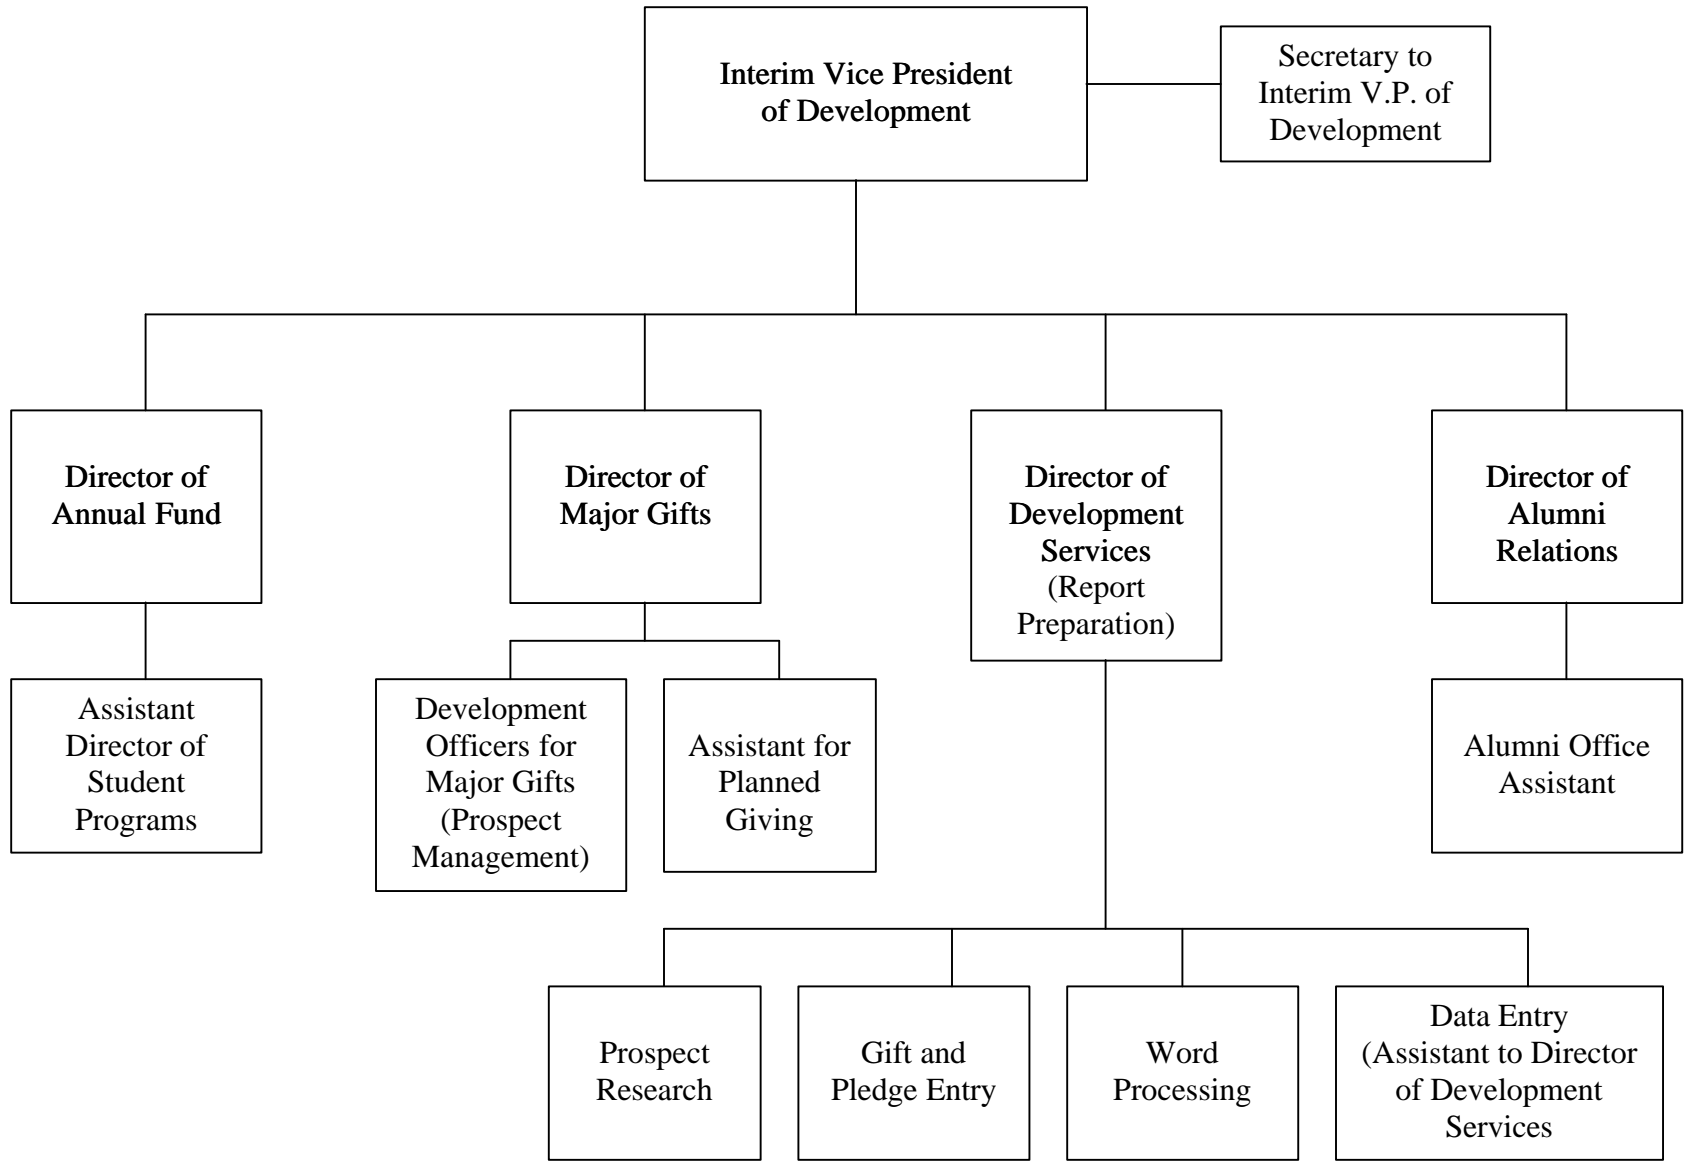 Interim Vice President
of Development
Secretary to
Interim V.P. of
Development
Director of
Annual Fund
Director of
Major Gifts
Director of
Development
Services
(Report
Preparation)
Director of
Alumni
Relations
Assistant
Director of
Student
Programs
Development
Officers for
Major Gifts
(Prospect
Management)
Assistant for
Planned
Giving
Alumni Office
Assistant
Prospect
Research
Gift and
Pledge Entry
Word
Processing
Data Entry
(Assistant to Director
of Development
Services